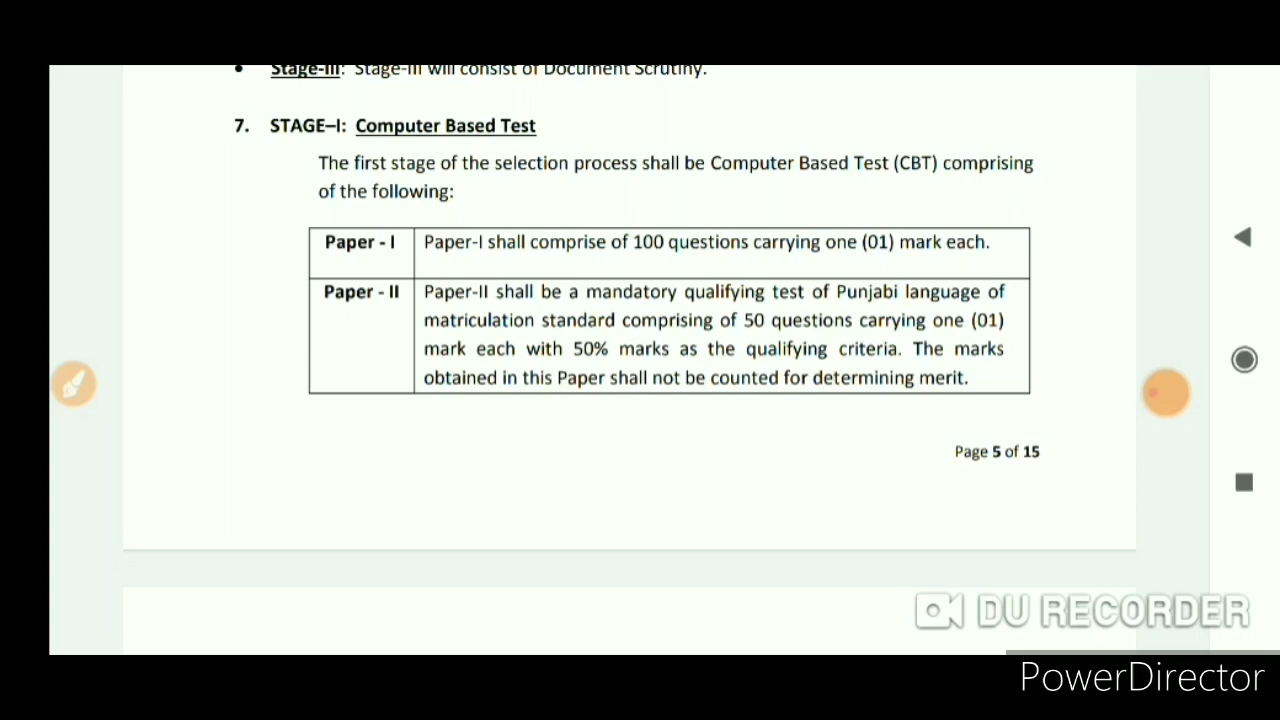 • Stage-III: Stage-III will consist of Document Scrutiny.
7. STAGE–I: Computer Based Test
The first stage of the selection process shall be Computer Based Test (CBT) comprising
of the following:
Paper - I Paper-I shall comprise of 100 questions carrying one (01) mark each.
Paper - II Paper-II shall be a mandatory qualifying test of Punjabi language of
matriculation standard comprising of 50 questions carrying one (01)
mark each with 50% marks as the qualifying criteria. The marks
obtained in this Paper shall not be counted for determining merit.
Page 5 of 15
DU RECORDER
PowerDirector